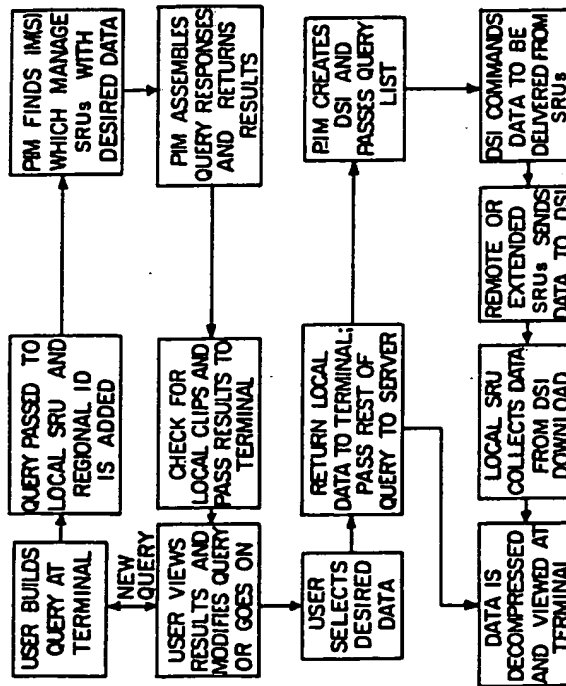 USER BUILDS
QUERY AT
TERMINAL
QUERY PASSED TO
LOCAL SRU AND
REGIONAL ID
IS ADDED
PIM FINDS IM(S)
WHICH MANAGE
SRUs WITH
DESIRED DATA
NEW
QUERY
USER VIEWS
RESULTS AND
MODIFIES QUERY
OR GOES ON
CHECK FOR
LOCAL CLIPS AND
PASS RESULTS TO
TERMINAL
PIM ASSEMBLES
QUERY RESPONSES
AND RETURNS
RESULTS
USER
SELECTS
DESIRED
DATA
RETURN LOCAL
DATA TO TERMINAL;
PASS REST OF
QUERY TO SERVER
PIM CREATES
DSI AND
PASSES QUERY
LIST
DATA IS
DECOMPRESSED
AND VIEWED AT
TERMINAL
LOCAL SRU
COLLECTS DATA
FROM DSI
DOWNLOAD
REMOTE OR
EXTENDED
SRUs SENDS
DATA TO DSI
DSI COMMANDS
DATA TO BE
DELIVERED FROM
SRUs